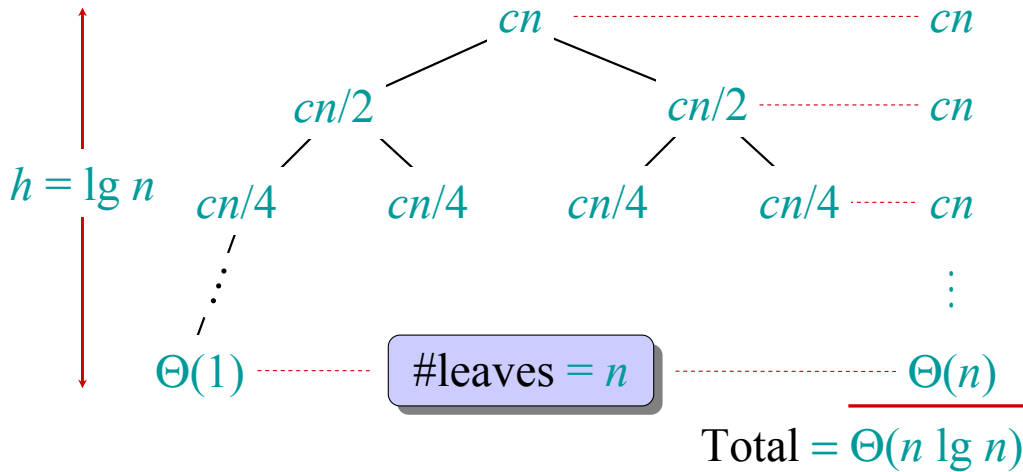 cn cn
cn/2 cn/2 cn
h = lg n
cn/4 cn/4 cn/4 cn/4 cn
Θ(1) #leaves = n Θ(n)
Total = Θ(n lg n)